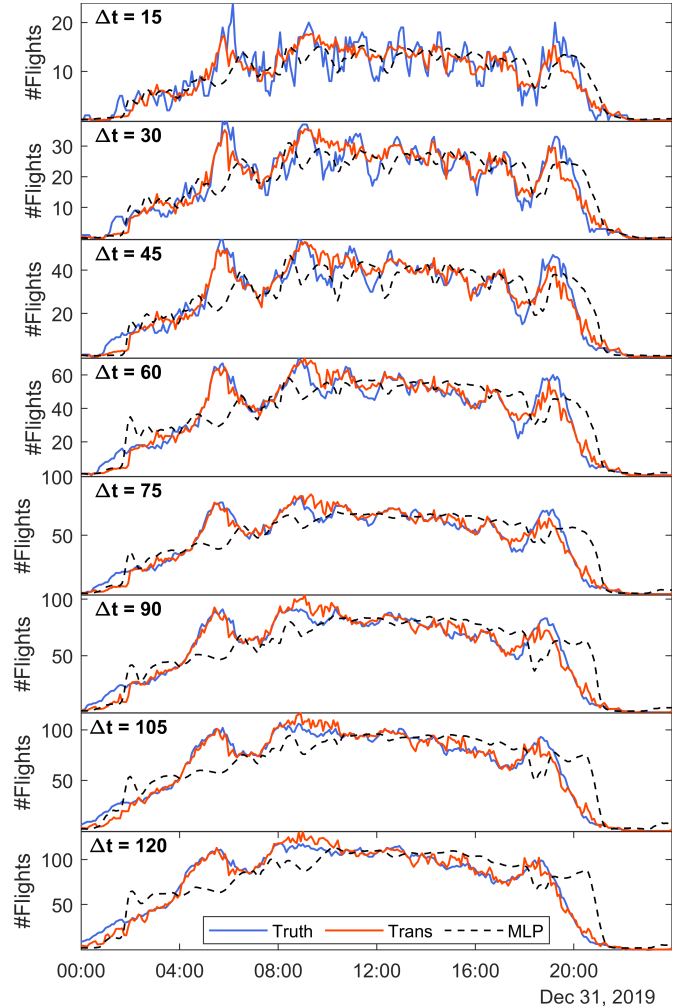 Δt = 15
20
10
#Flights
Δt = 30
30
20
10
#Flights
Δt = 45
40
20
#Flights
Δt = 60
60
40
20
#Flights
Δt = 75
100
50
#Flights
Δt = 90
100
50
#Flights
Δt = 105
100
50
#Flights
Δt = 120
100
50
#Flights
Truth Trans MLP
00:00 04:00 08:00 12:00 16:00 20:00
Dec 31, 2019